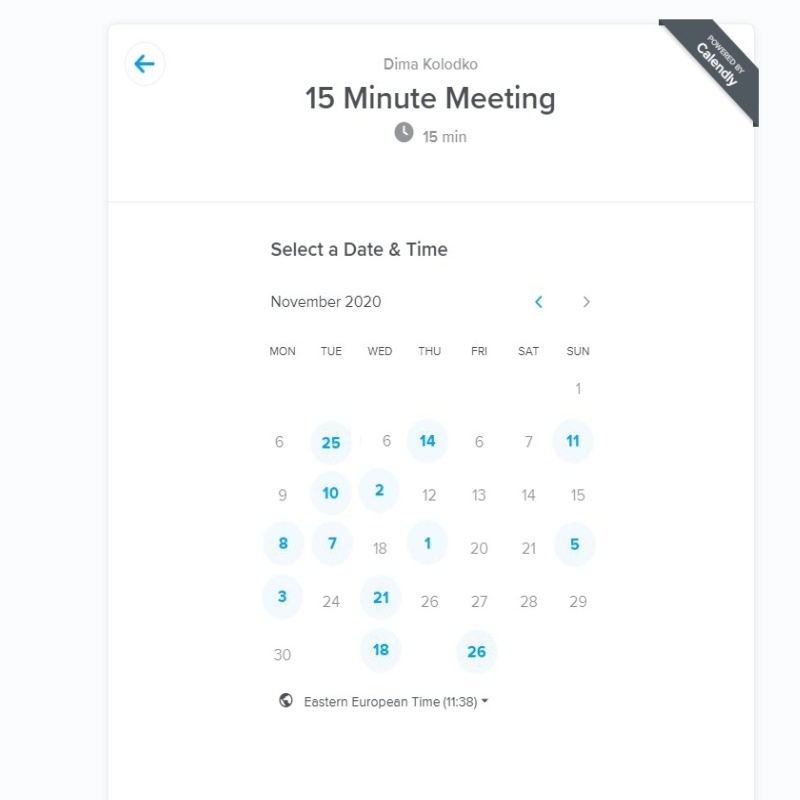 POWERED BY
Calendly
Dima Kolodko
15 Minute Meeting
15 min
Select a Date & Time
November 2020
MON TUE WED THU FRI SAT SUN
1
6 25 6 14 6 7 11
9 10 2 12 13 14 15
8 7 18 1 20 21 5
3 24 21 26 27 28 29
30 18 26
Eastern European Time (11:38)